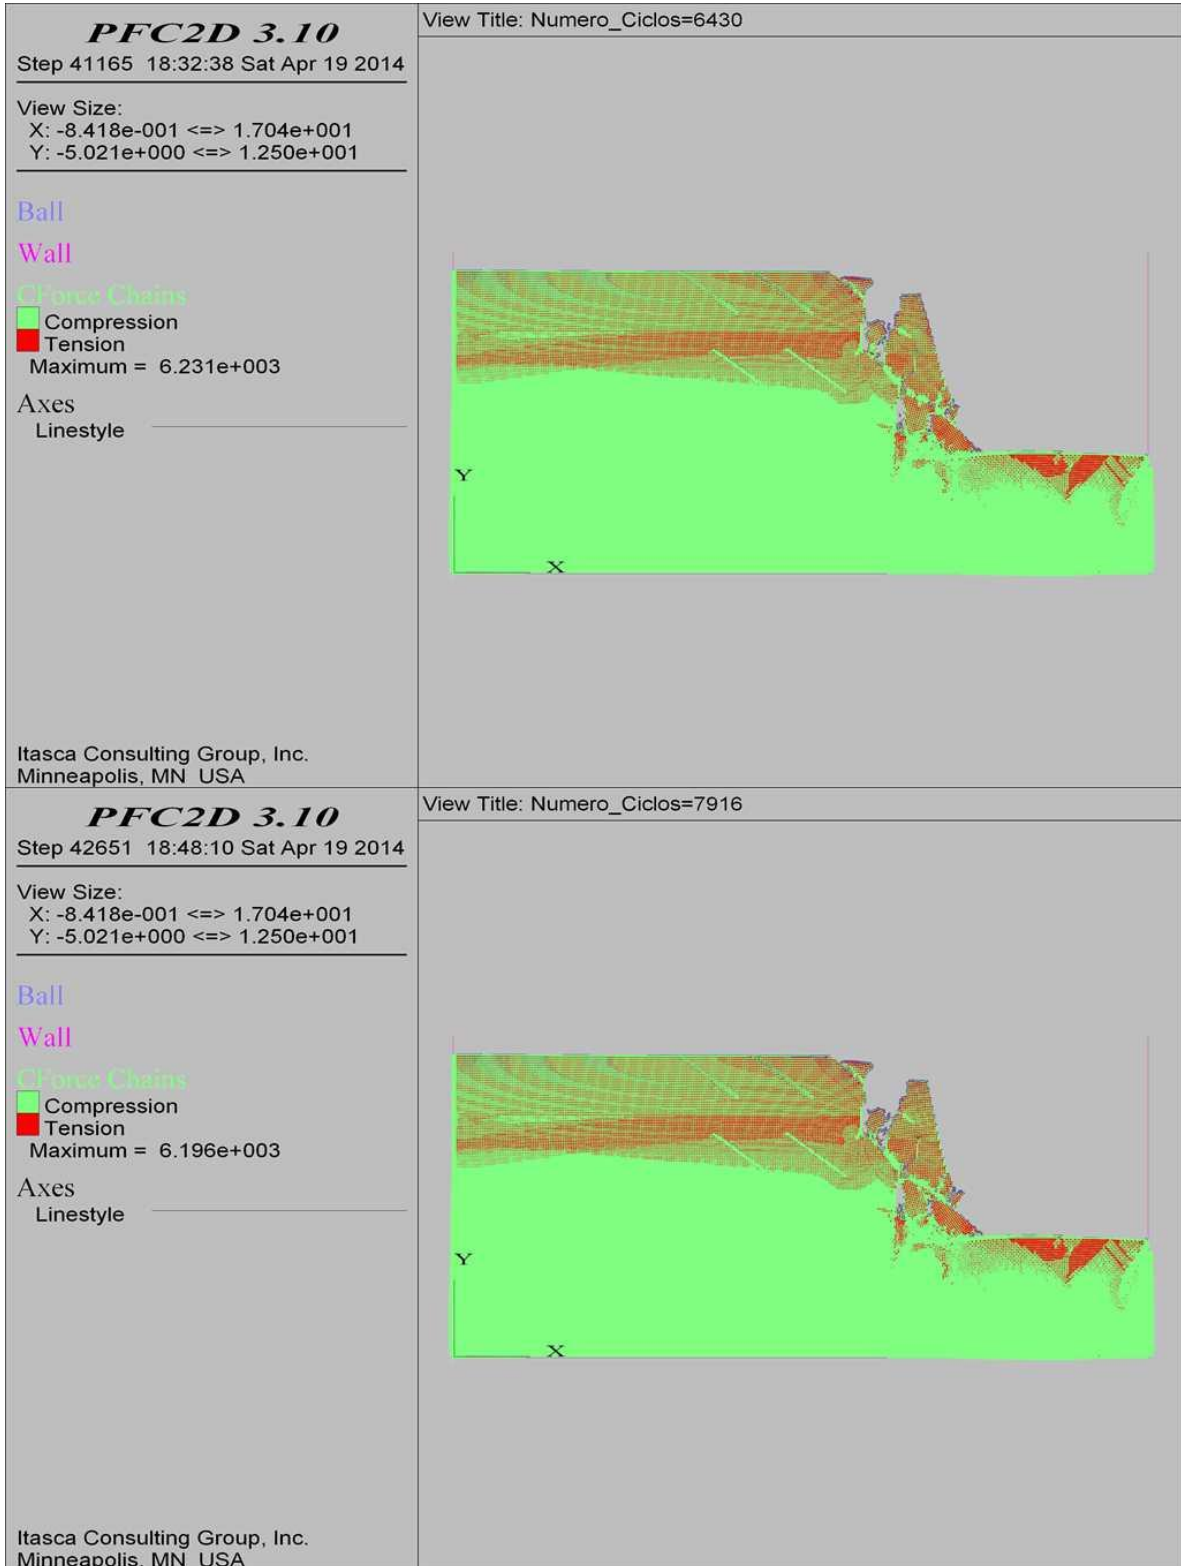 PFC2D 3.10
Step 41165 18:32:38 Sat Apr 19 2014
View Size:
X: -8.418e-001 <=> 1.704e+001
Y: -5.021e+000 <=> 1.250e+001
Ball
Wall
CForce Chains
Compression
Tension
Maximum = 6.231e+003
Axes
Linestyle
Itasca Consulting Group, Inc.
Minneapolis, MN USA
View Title: Numero_Ciclos=6430
Y
X
PFC2D 3.10
Step 42651 18:48:10 Sat Apr 19 2014
View Size:
X: -8.418e-001 <=> 1.704e+001
Y: -5.021e+000 <=> 1.250e+001
Ball
Wall
CForce Chains
Compression
Tension
Maximum = 6.196e+003
Axes
Linestyle
Itasca Consulting Group, Inc.
Minneapolis, MN USA
View Title: Numero_Ciclos=7916
Y
X